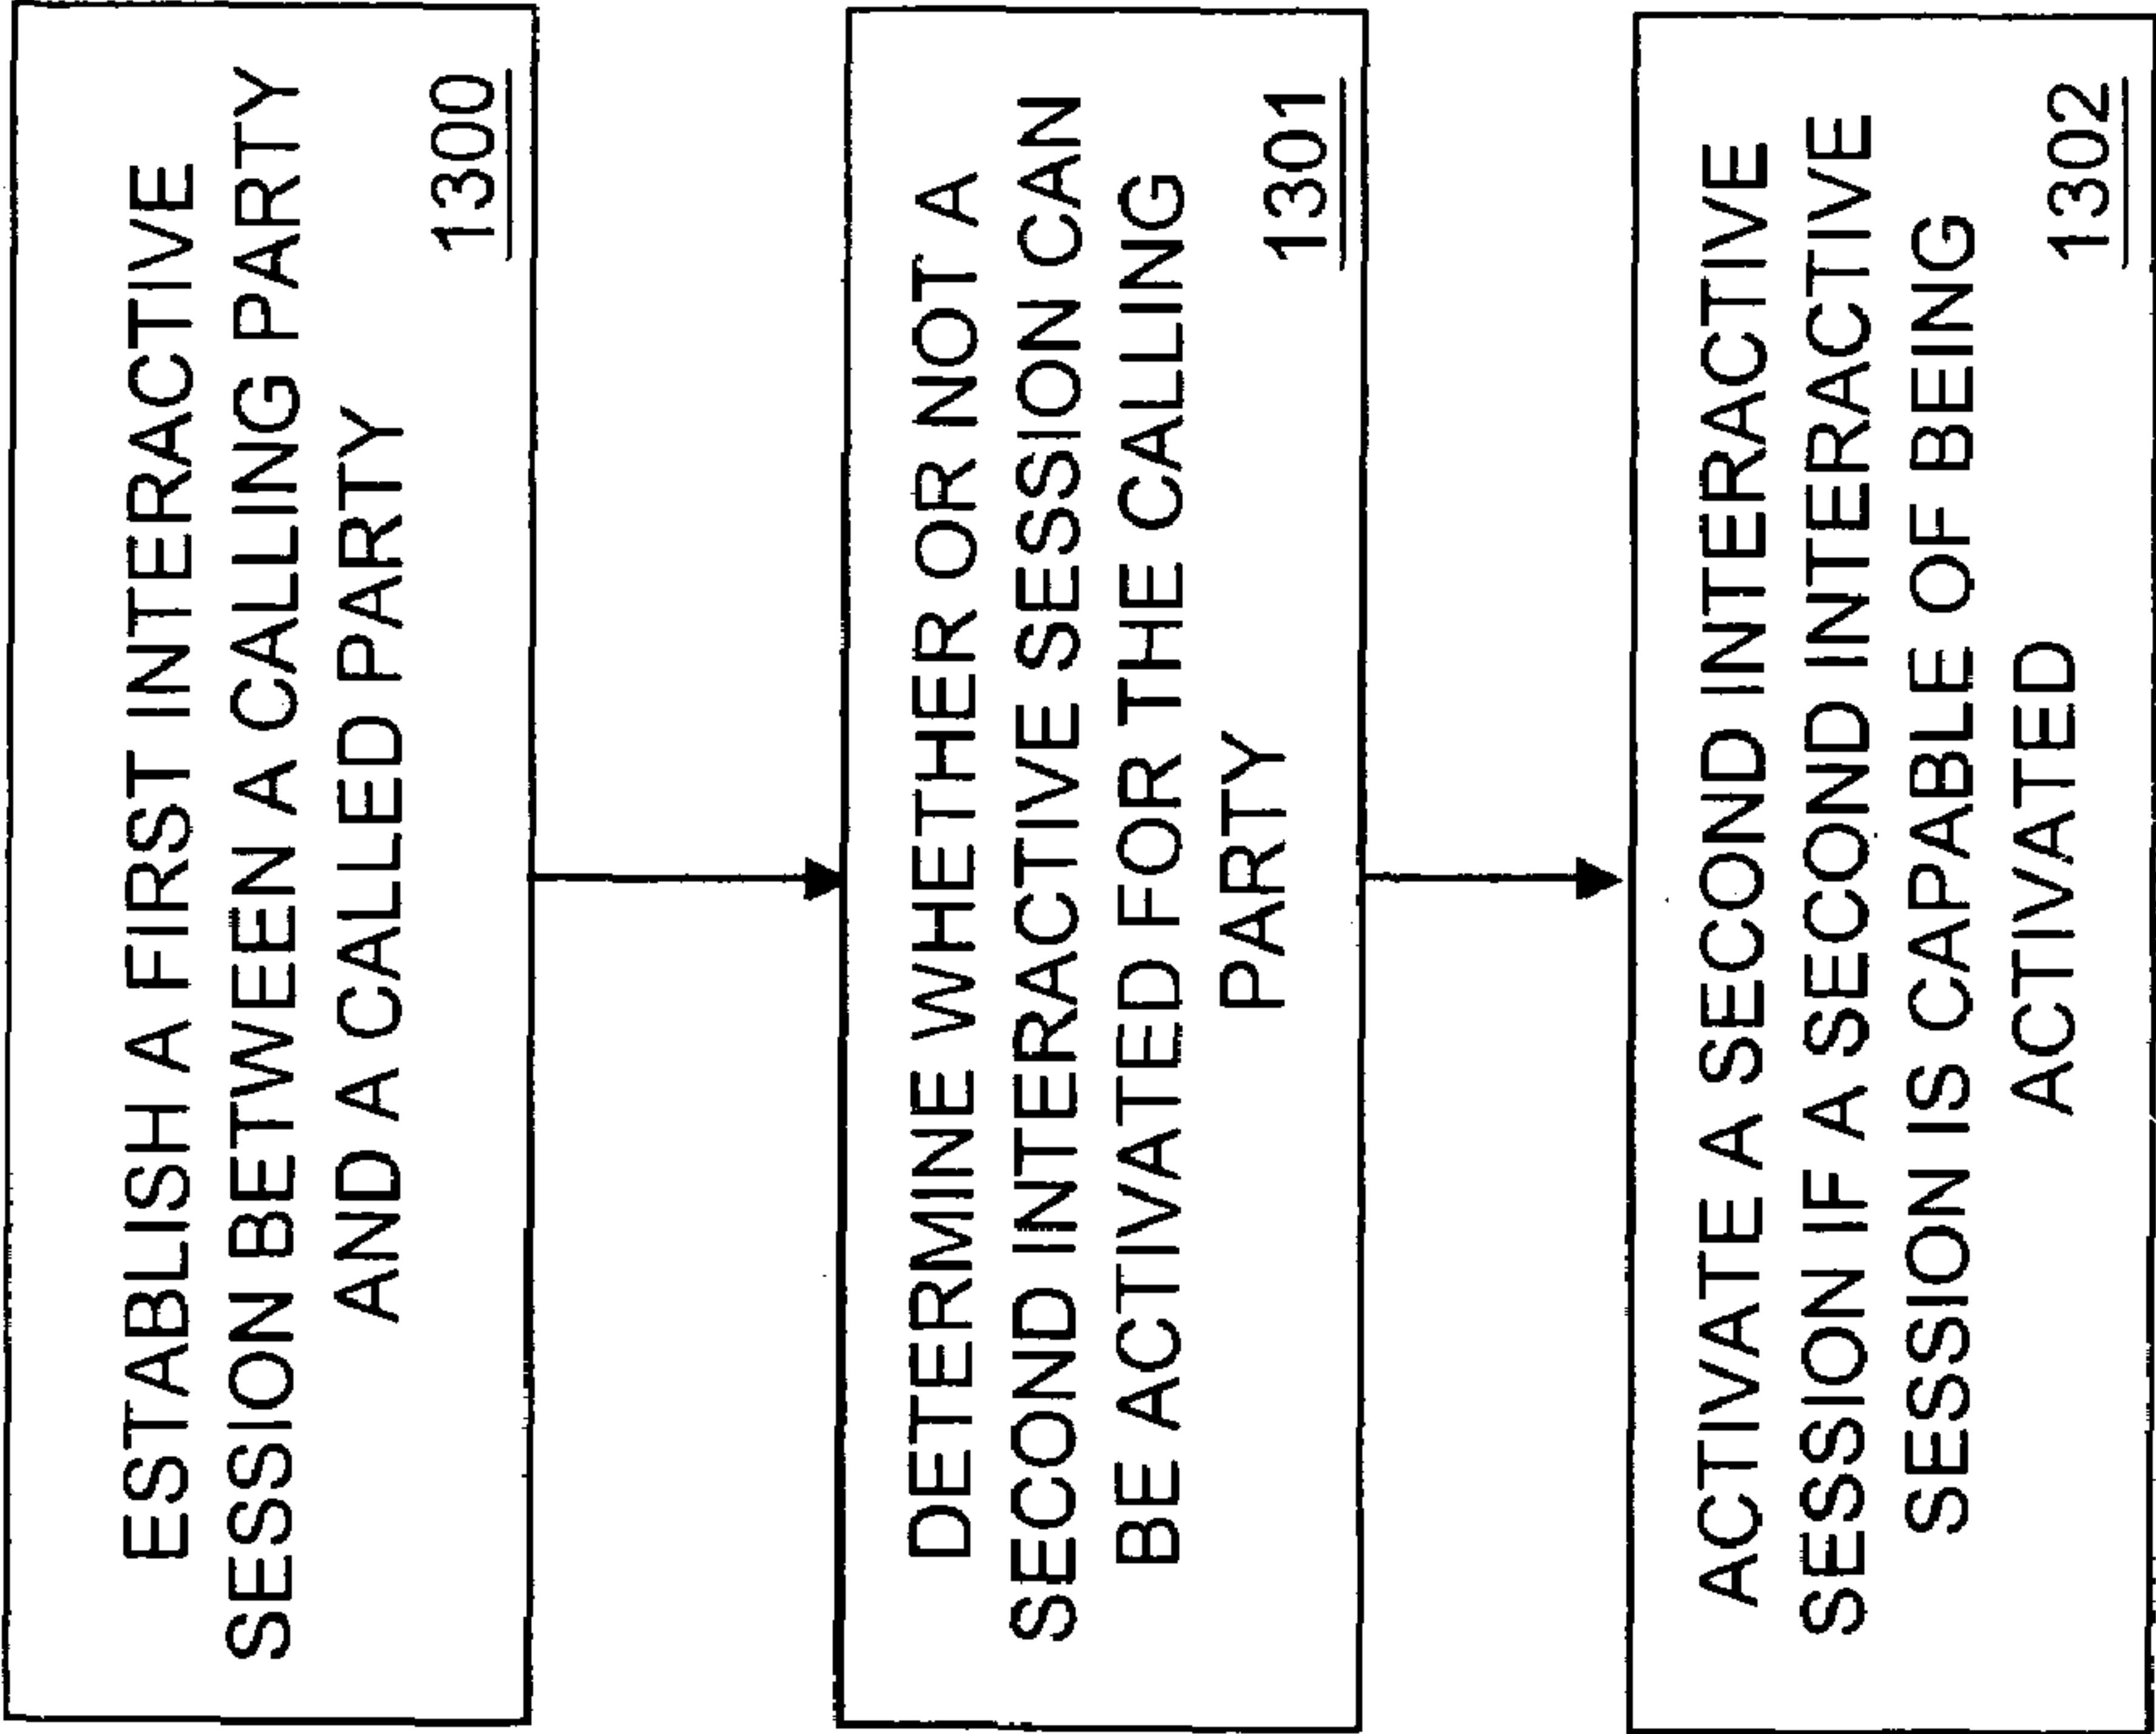 ESTABLISH A FIRST INTERACTIVE
SESSION BETWEEN A CALLING PARTY
AND A CALLED PARTY
1300
DETERMINE WHETHER OR NOT A
SECOND INTERACTIVE SESSION CAN
BE ACTIVATED FOR THE CALLING
PARTY
1301
ACTIVATE A SECOND INTERACTIVE
SESSION IF A SECOND INTERACTIVE
SESSION IS CAPABLE OF BEING
ACTIVATED
1302